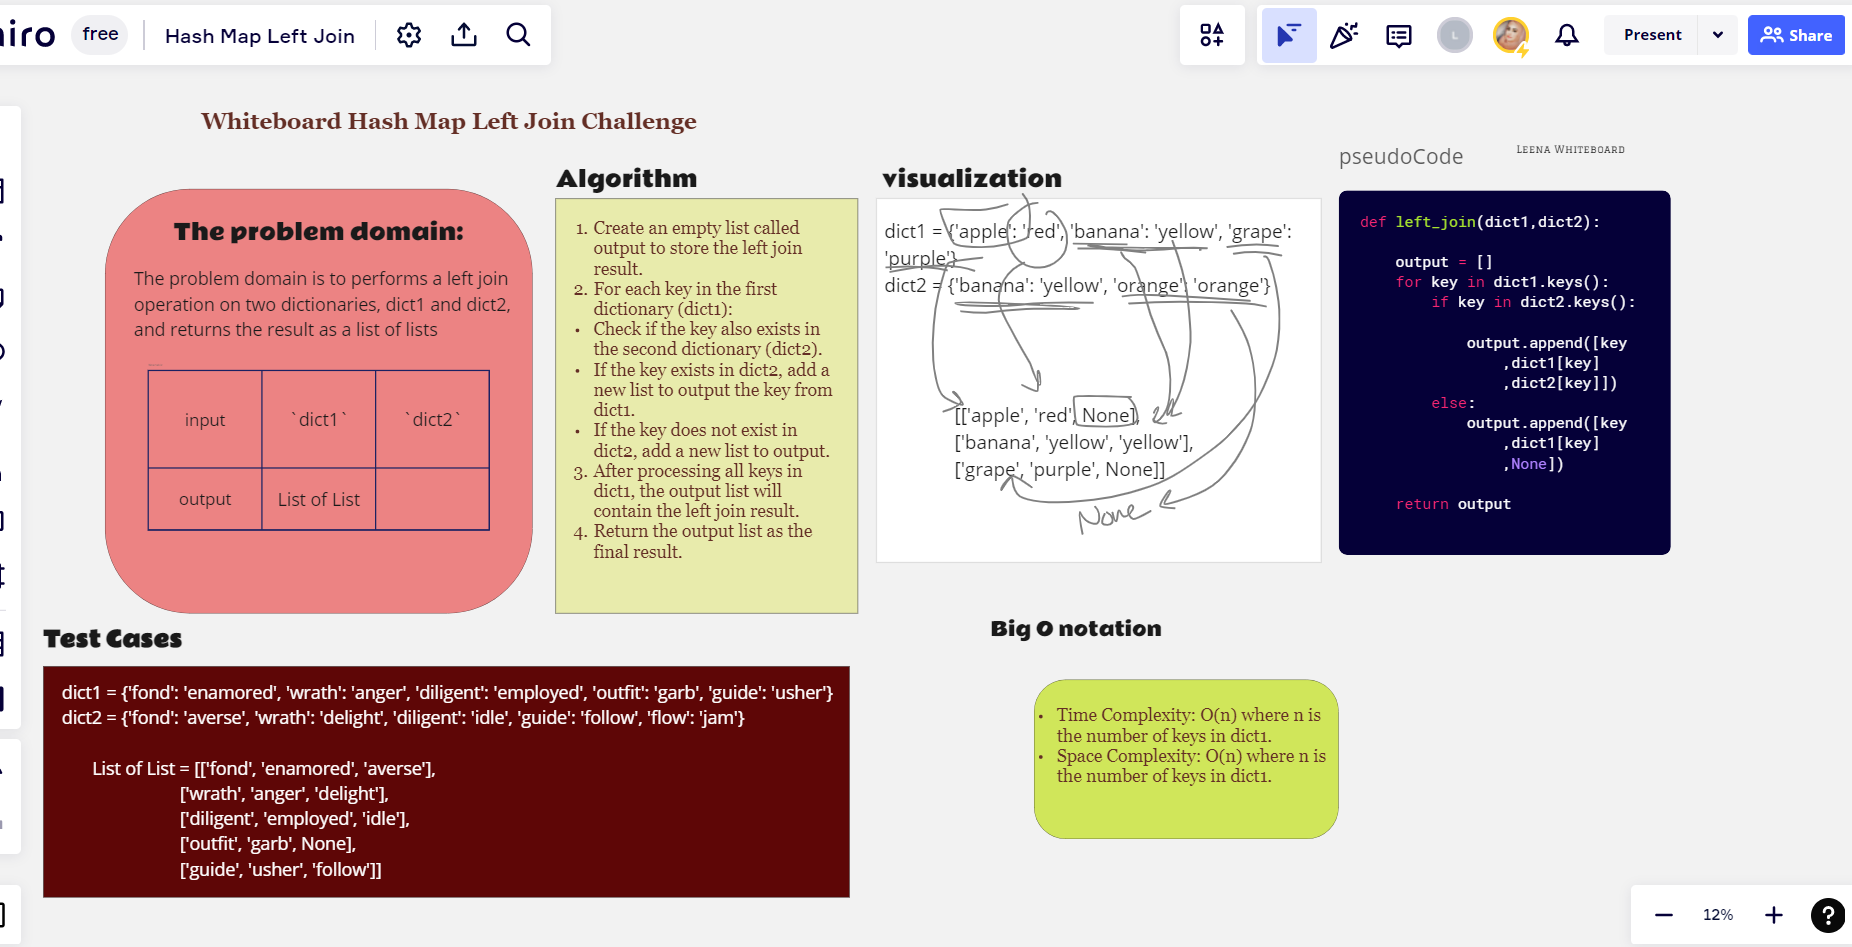 miro free Hash Map Left Join
Present Share
L
Whiteboard Hash Map Left Join Challenge
The problem domain:
The problem domain is to performs a left join
operation on two dictionaries, dict1 and dict2,
and returns the result as a list of lists
input `dict1` `dict2`
output List of List
Algorithm
1. Create an empty list called
output to store the left join
result.
2. For each key in the first
dictionary (dict1):
• Check if the key also exists in
the second dictionary (dict2).
• If the key exists in dict2, add a
new list to output the key from
dict1.
• If the key does not exist in
dict2, add a new list to output.
3. After processing all keys in
dict1, the output list will
contain the left join result.
4. Return the output list as the
final result.
visualization
dict1 = {'apple': 'red', 'banana': 'yellow', 'grape':
'purple'}
dict2 = {'banana': 'yellow', 'orange': 'orange'}
[['apple', 'red', None],
['banana', 'yellow', 'yellow'],
['grape', 'purple', None]]
None
pseudoCode
Leena Whiteboard
def left_join(dict1,dict2):
output = []
for key in dict1.keys():
if key in dict2.keys():
output.append([key
,dict1[key]
,dict2[key]])
else:
output.append([key
,dict1[key]
,None])
return output
Test Cases
dict1 = {'fond': 'enamored', 'wrath': 'anger', 'diligent': 'employed', 'outfit': 'garb', 'guide': 'usher'}
dict2 = {'fond': 'averse', 'wrath': 'delight', 'diligent': 'idle', 'guide': 'follow', 'flow': 'jam'}
List of List = [['fond', 'enamored', 'averse'],
['wrath', 'anger', 'delight'],
['diligent', 'employed', 'idle'],
['outfit', 'garb', None],
['guide', 'usher', 'follow']]
Big O notation
• Time Complexity: O(n) where n is
the number of keys in dict1.
• Space Complexity: O(n) where n is
the number of keys in dict1.
12%
?